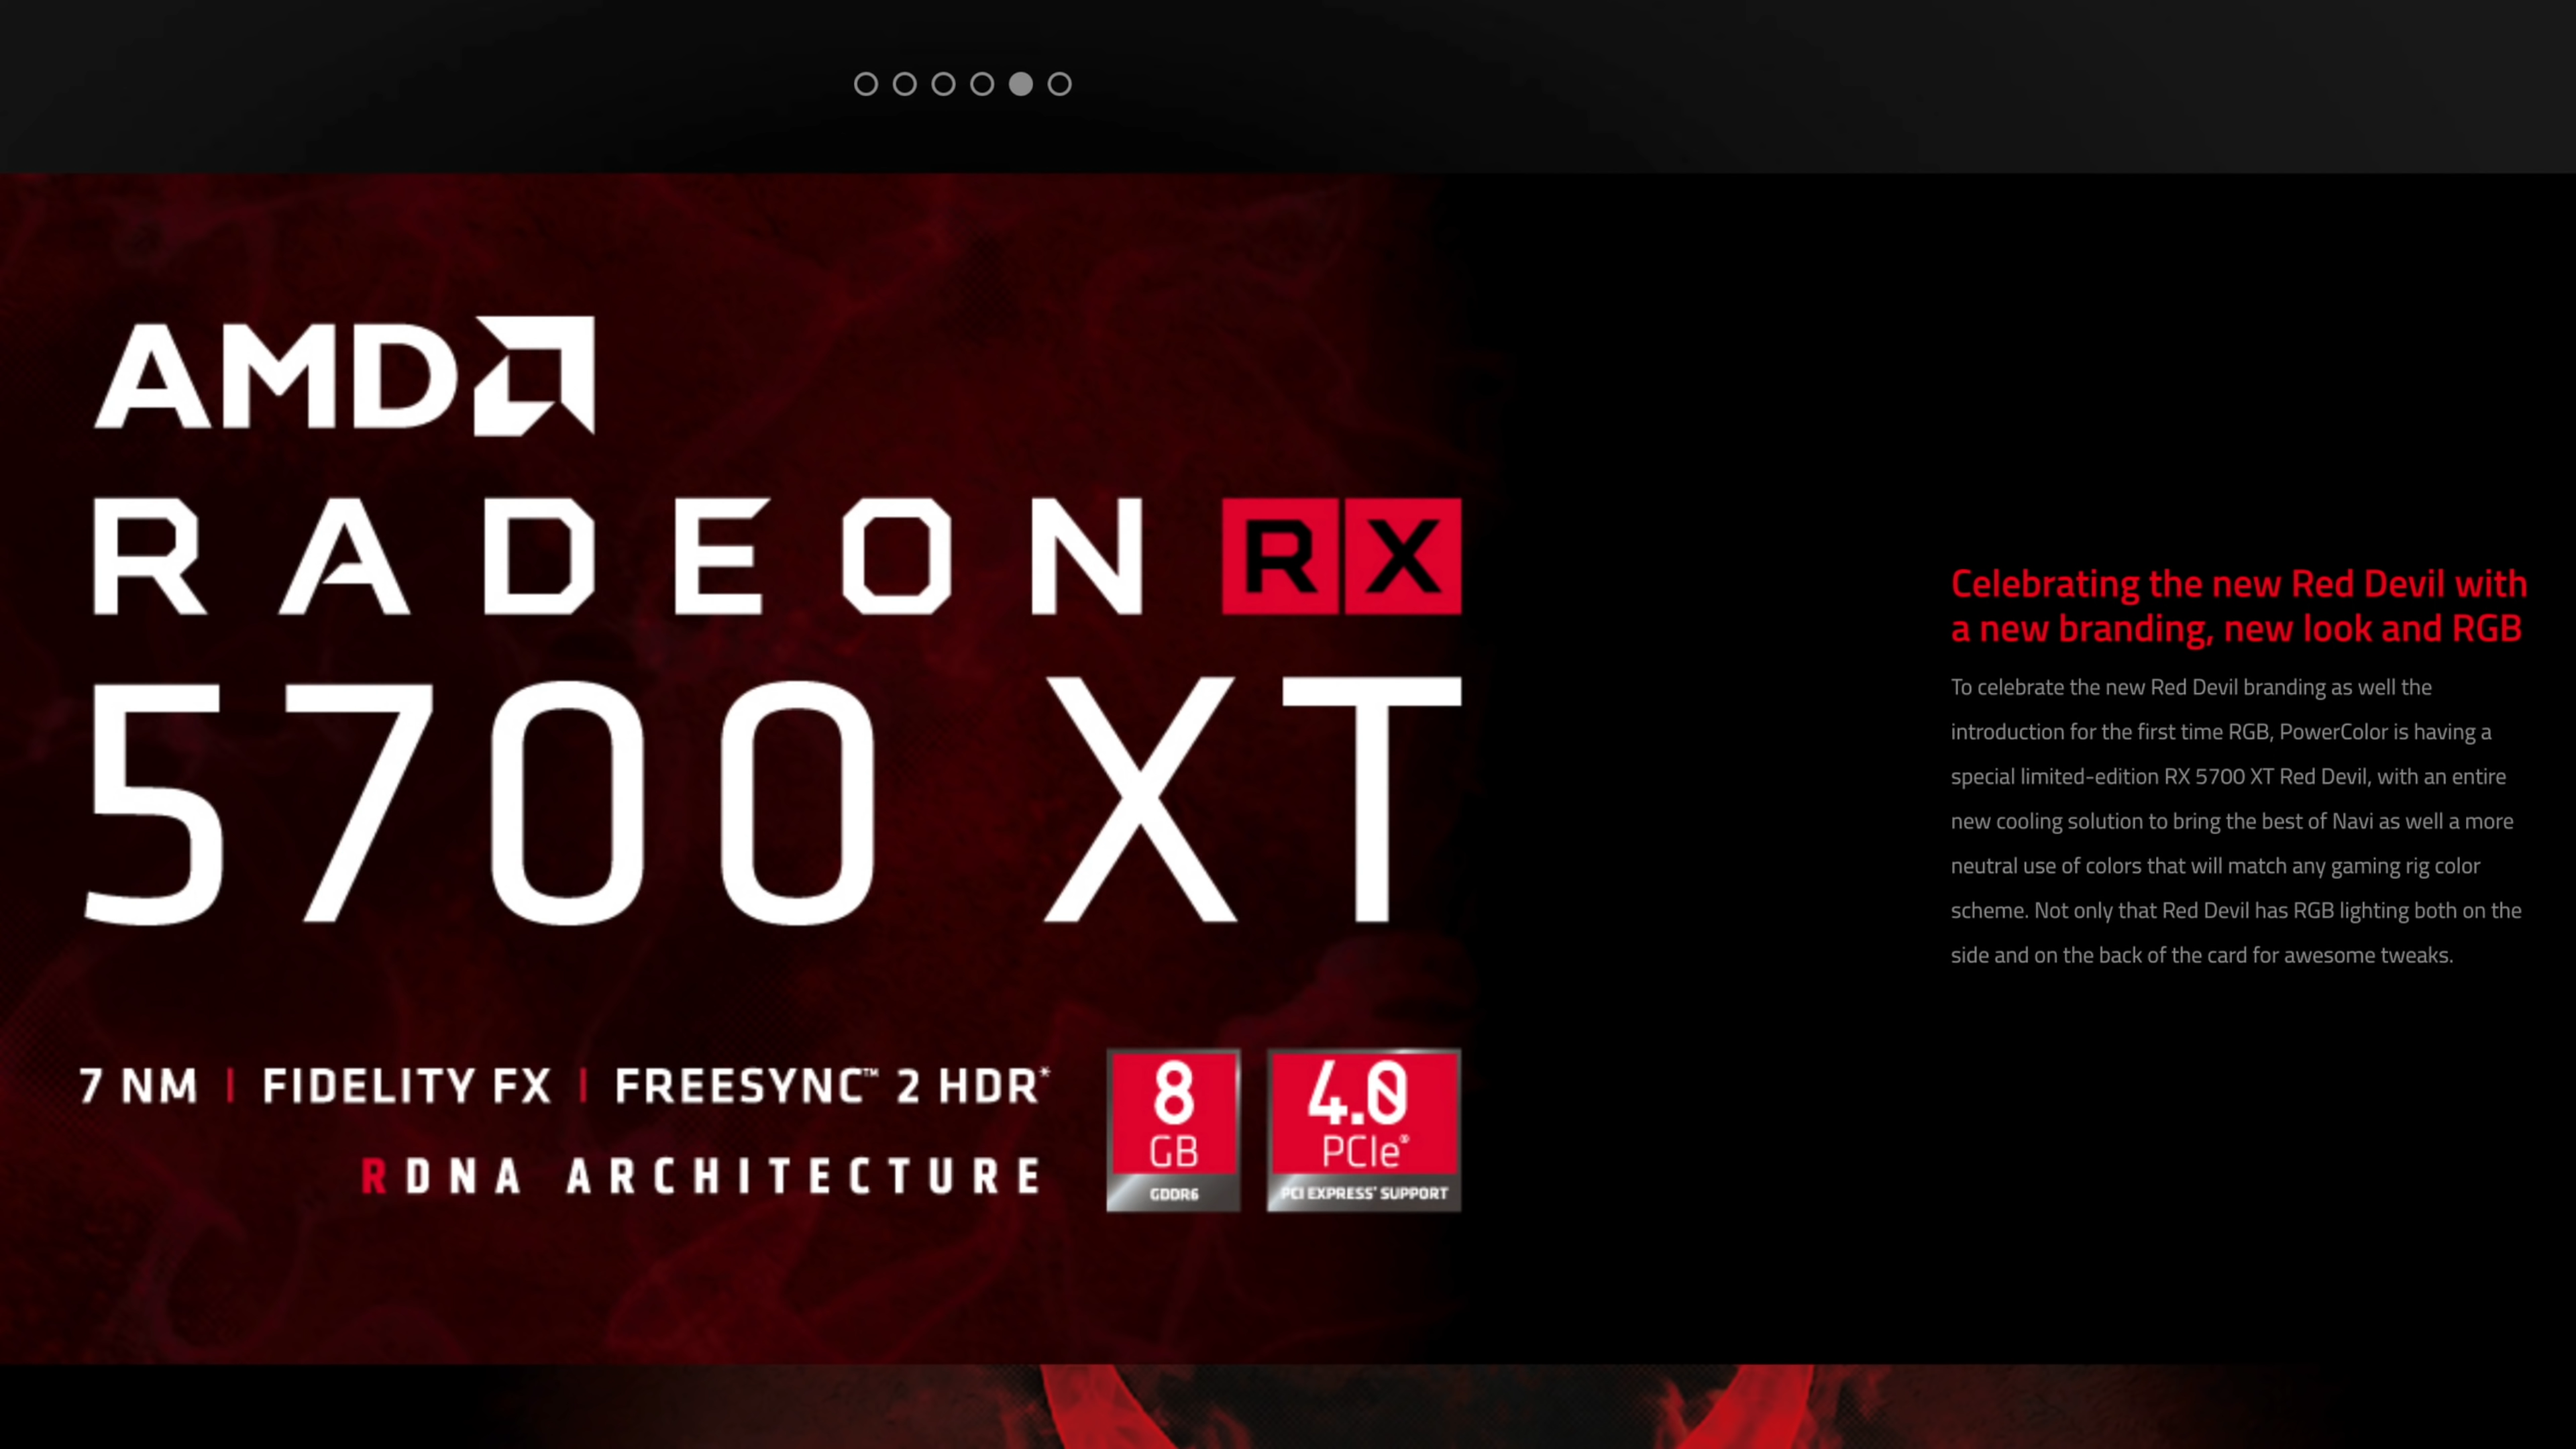 AMD
RADEON RX
5700 XT
7 NM | FIDELITY FX | FREESYNC™ 2 HDR*
RDNA ARCHITECTURE
8
GB
GDDR6
4.0
PCIe®
PCI EXPRESS® SUPPORT
Celebrating the new Red Devil with
a new branding, new look and RGB
To celebrate the new Red Devil branding as well the
introduction for the first time RGB, PowerColor is having a
special limited-edition RX 5700 XT Red Devil, with an entire
new cooling solution to bring the best of Navi as well a more
neutral use of colors that will match any gaming rig color
scheme. Not only that Red Devil has RGB lighting both on the
side and on the back of the card for awesome tweaks.